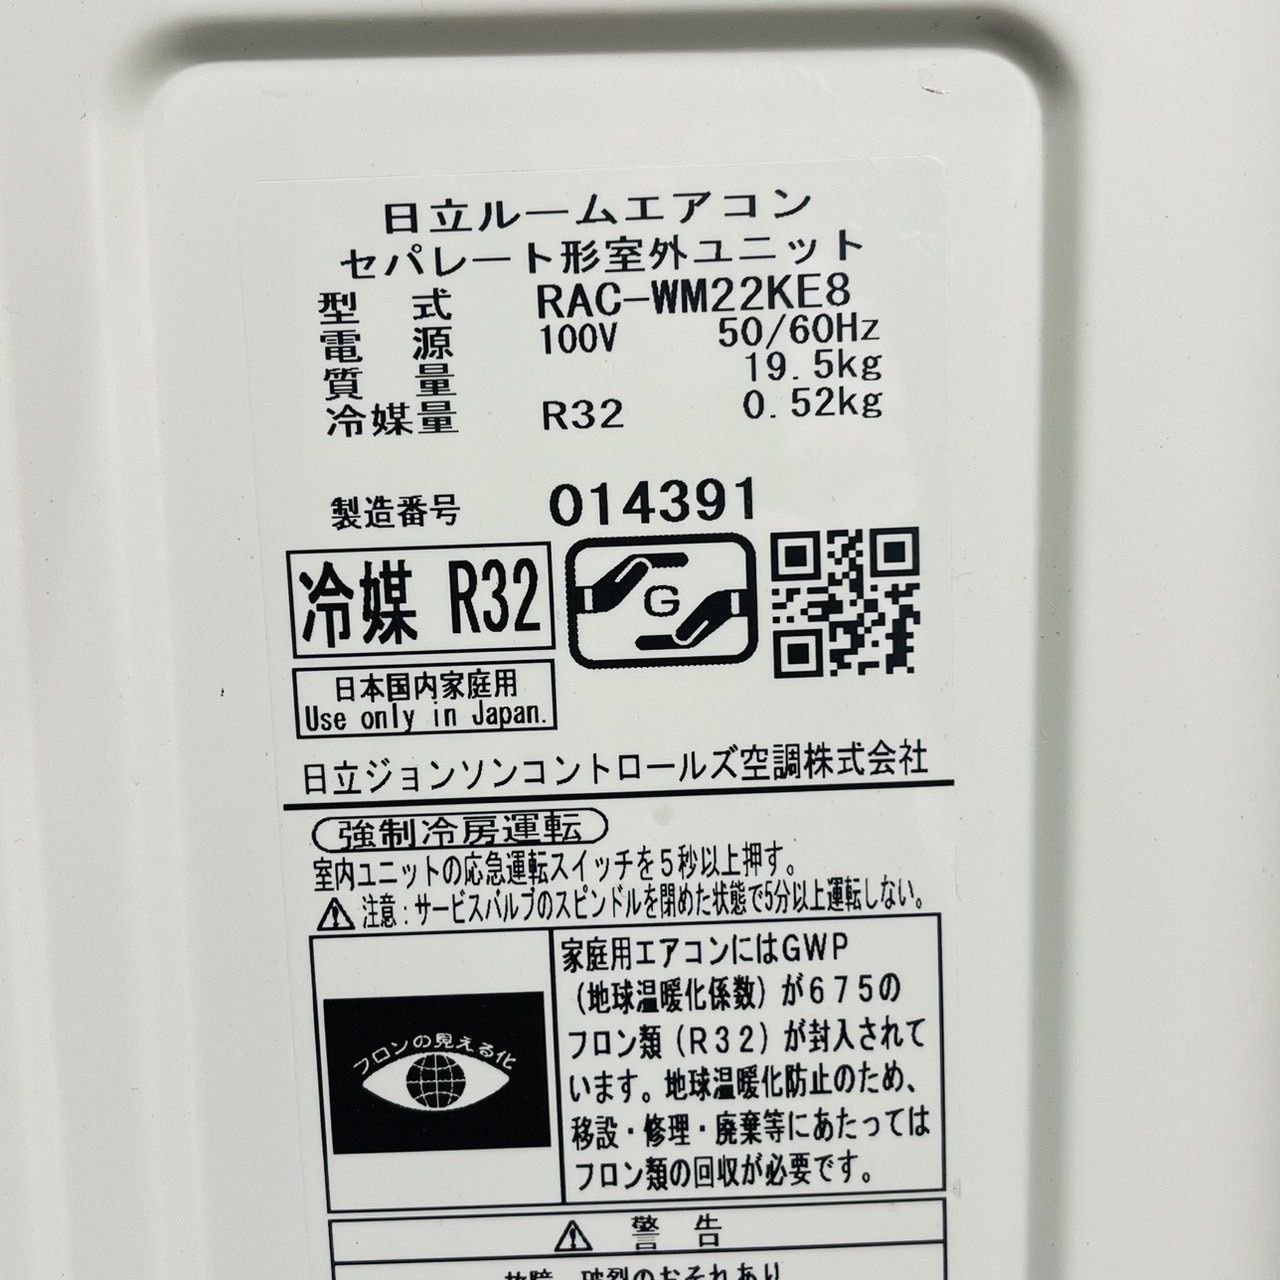 日立ルームエアコン
セパレート形室外ユニット
型 式 RAC-WM22KE8
電 源 100V 50/60Hz
質 量 19.5kg
冷媒量 R32 0.52kg
製造番号 014391
冷媒 R32
G
日本国内家庭用
Use only in Japan.
日立ジョンソンコントロールズ空調株式会社
強制冷房運転
室内ユニットの応急運転スイッチを5秒以上押す。
注意：サービスバルブのスピンドルを閉めた状態で5分以上運転しない。
フロンの見える化
家庭用エアコンにはGWP
（地球温暖化係数）が675の
フロン類（R32）が封入されて
います。地球温暖化防止のため、
移設・修理・廃棄等にあたっては
フロン類の回収が必要です。
警 告
故障、破裂のおそれあり